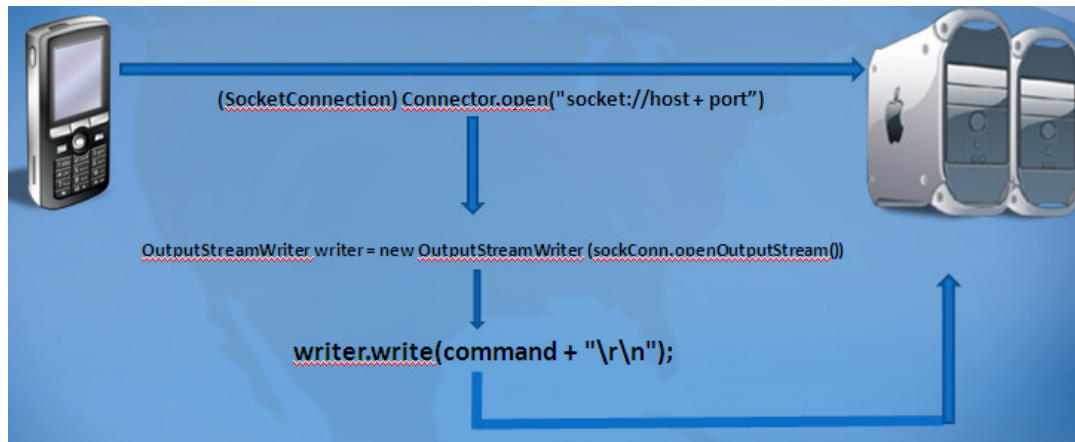 (SocketConnection) Connector.open("socket://host + port”)
OutputStreamWriter writer = new OutputStreamWriter (sockConn.openOutputStream())
writer.write(command + "\r\n");